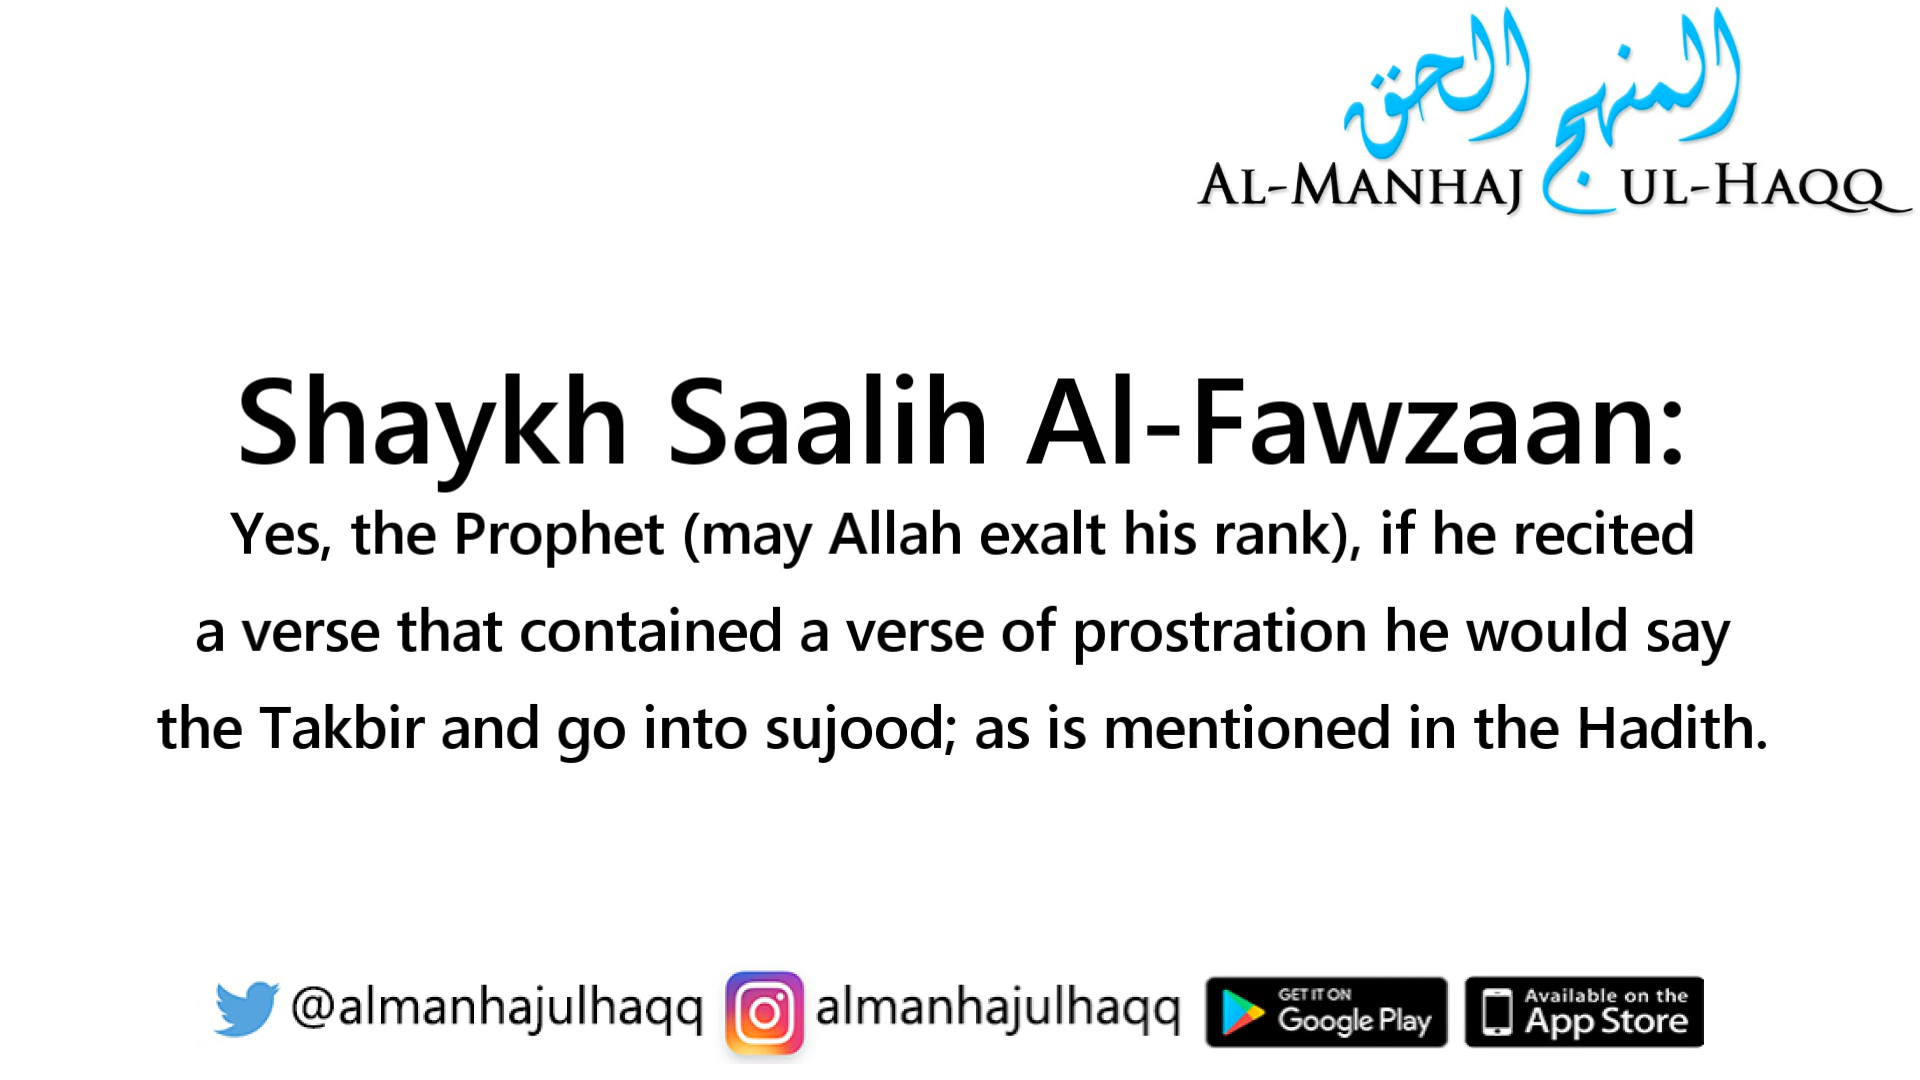 المنهج الحق
AL-MANHAJ UL-HAQQ
Shaykh Saalih Al-Fawzaan:
Yes, the Prophet (may Allah exalt his rank), if he recited
a verse that contained a verse of prostration he would say
the Takbir and go into sujood; as is mentioned in the Hadith.
@almanhajulhaqq almanhajulhaqq GET IT ON Google Play Available on the App Store